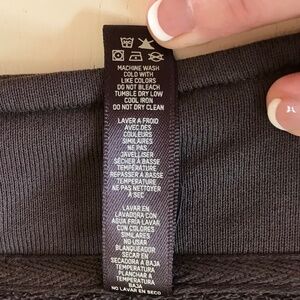 MACHINE WASH
COLD WITH
LIKE COLORS
DO NOT BLEACH
TUMBLE DRY LOW
COOL IRON
DO NOT DRY CLEAN
LAVER A FROID
AVEC DES
COULEURS
SIMILAIRES
NE PAS
JAVELLISER
SÉCHER À BASSE
TEMPERATURE
REPASSER À BASSE
TEMPERATURE
NE PAS NETTOYER
À SEC
LAVAR EN
LAVADORA CON
AGUA FRIA LAVAR
CON COLORES
SIMILARES
NO USAR
BLANQUEADOR
SECAR EN
SECADORA A BAJA
TEMPERATURA
PLANCHAR A
TEMPERATURA
BAJA
NO LAVAR EN SECO